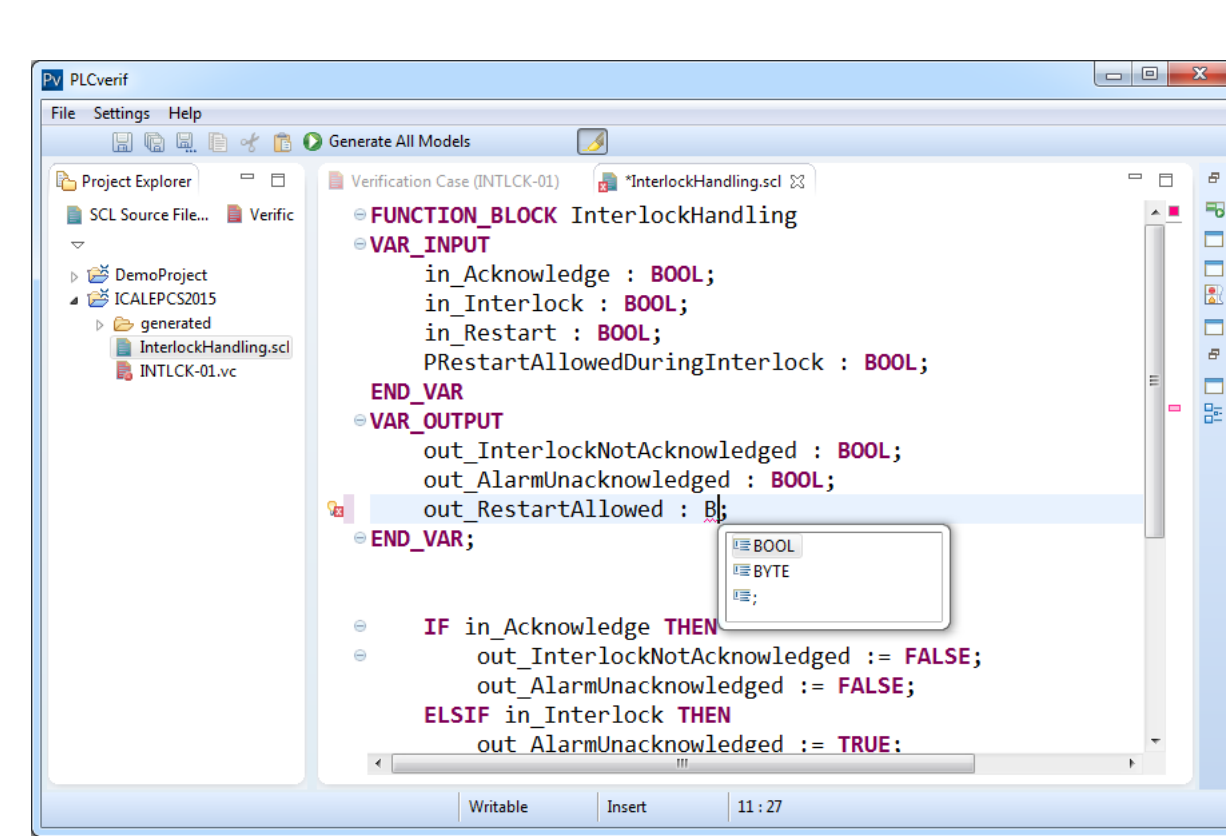 Pv PLCverif
File Settings Help
Generate All Models
Project Explorer
SCL Source File... Verific
DemoProject
ICALEPCS2015
generated
InterlockHandling.scl
INTLCK-01.vc
Verification Case (INTLCK-01) *InterlockHandling.scl
FUNCTION_BLOCK InterlockHandling
VAR_INPUT
in_Acknowledge : BOOL;
in_Interlock : BOOL;
in_Restart : BOOL;
PRestartAllowedDuringInterlock : BOOL;
END_VAR
VAR_OUTPUT
out_InterlockNotAcknowledged : BOOL;
out_AlarmUnacknowledged : BOOL;
out_RestartAllowed : B;
END_VAR;
BOOL
BYTE
;
IF in_Acknowledge THEN
out_InterlockNotAcknowledged := FALSE;
out_AlarmUnacknowledged := FALSE;
ELSIF in_Interlock THEN
out_AlarmUnacknowledged := TRUE;
Writable Insert 11 : 27